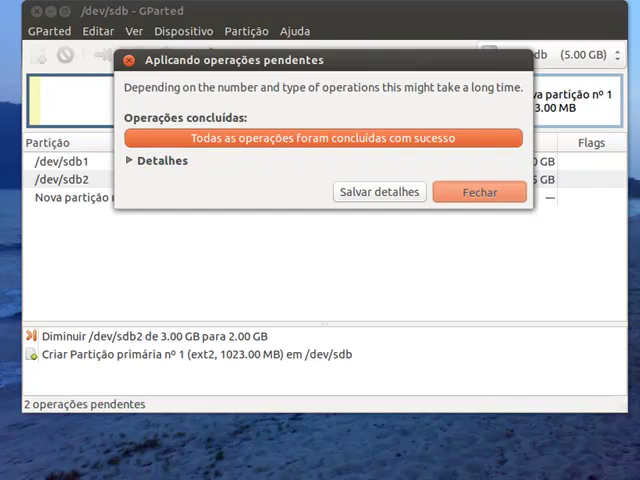 /dev/sdb - GParted
GParted Editar Ver Dispositivo Partição Ajuda
db (5.00 GB)
Aplicando operações pendentes
Depending on the number and type of operations this might take a long time.
Operações concluídas:
Todas as operações foram concluídas com sucesso
Detalhes
Salvar detalhes Fechar
va partição nº 1
3.00 MB
Partição Flags
/dev/sdb1 0 GB
/dev/sdb2 GB
Nova partição —
Diminuir /dev/sdb2 de 3.00 GB para 2.00 GB
Criar Partição primária nº 1 (ext2, 1023.00 MB) em /dev/sdb
2 operações pendentes